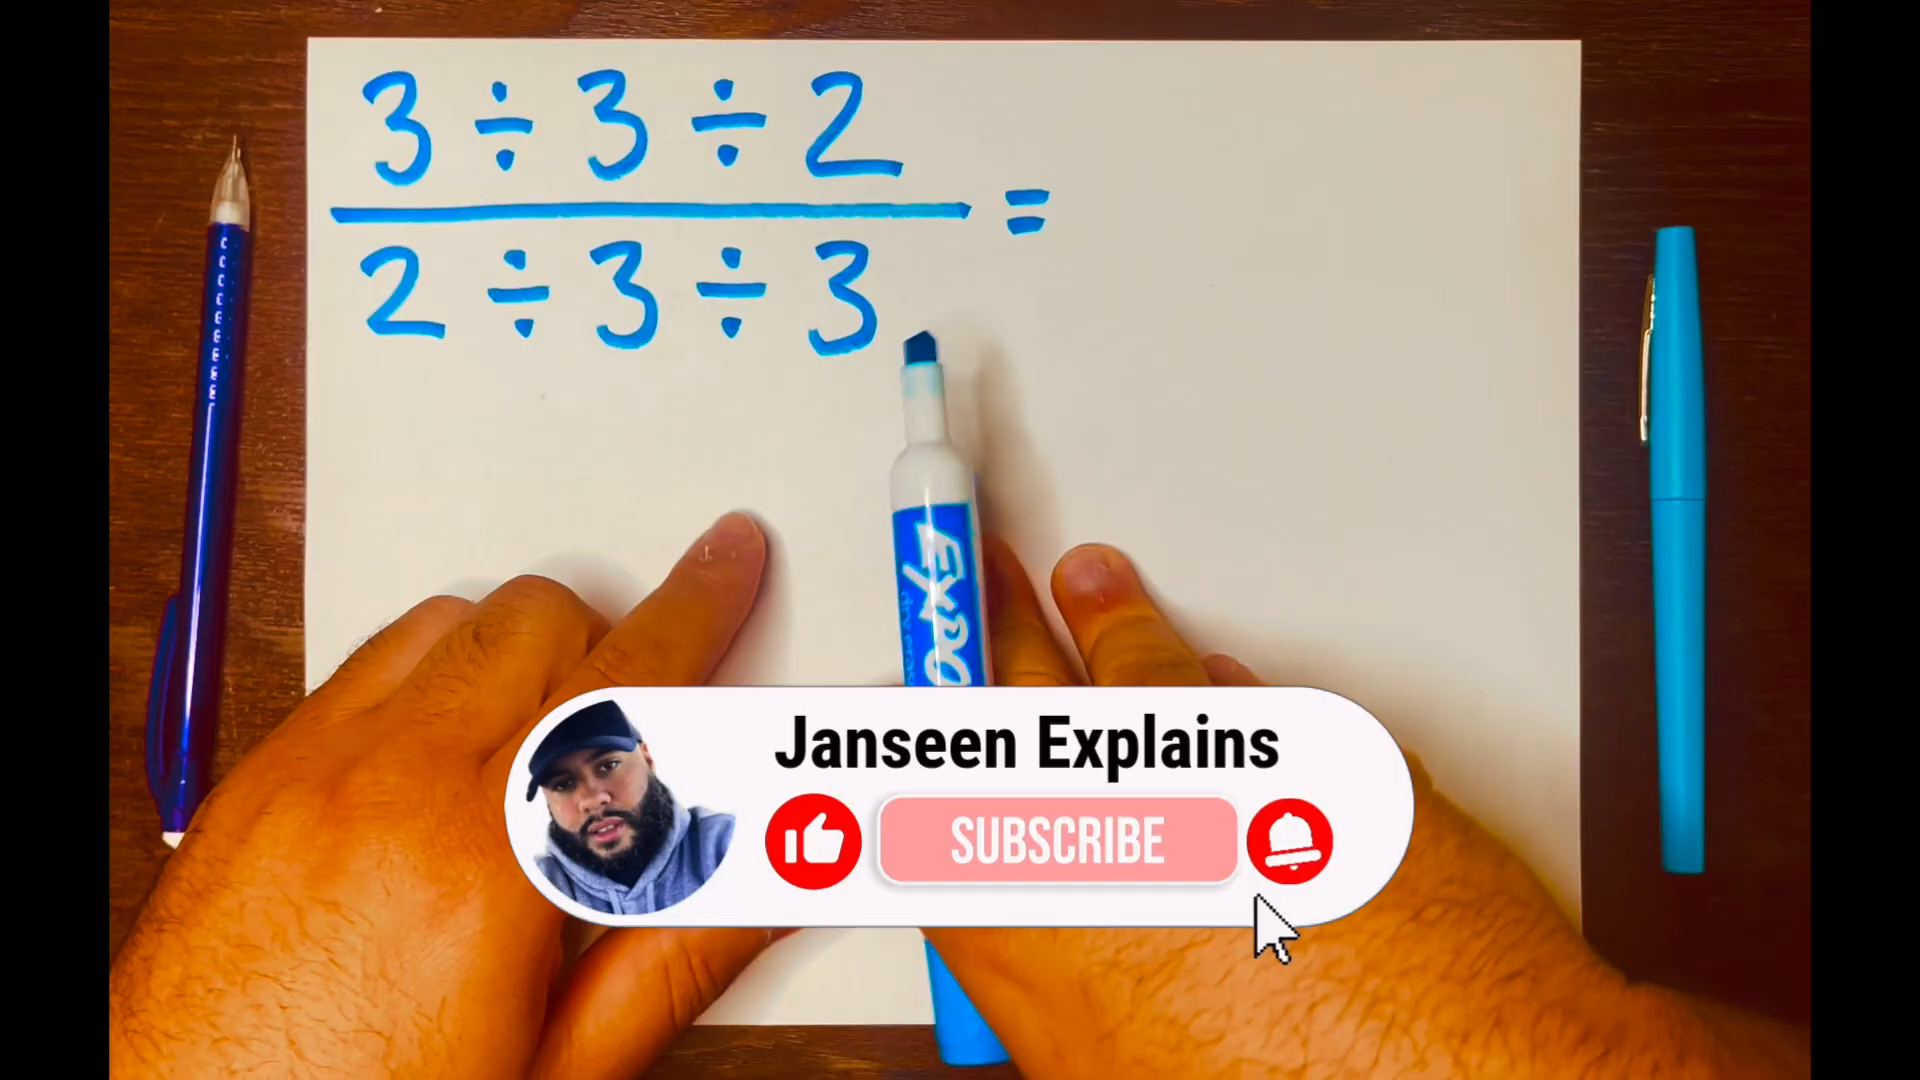 3 ÷ 3 ÷ 2
=
2 ÷ 3 ÷ 3
EXPO
Janseen Explains
SUBSCRIBE